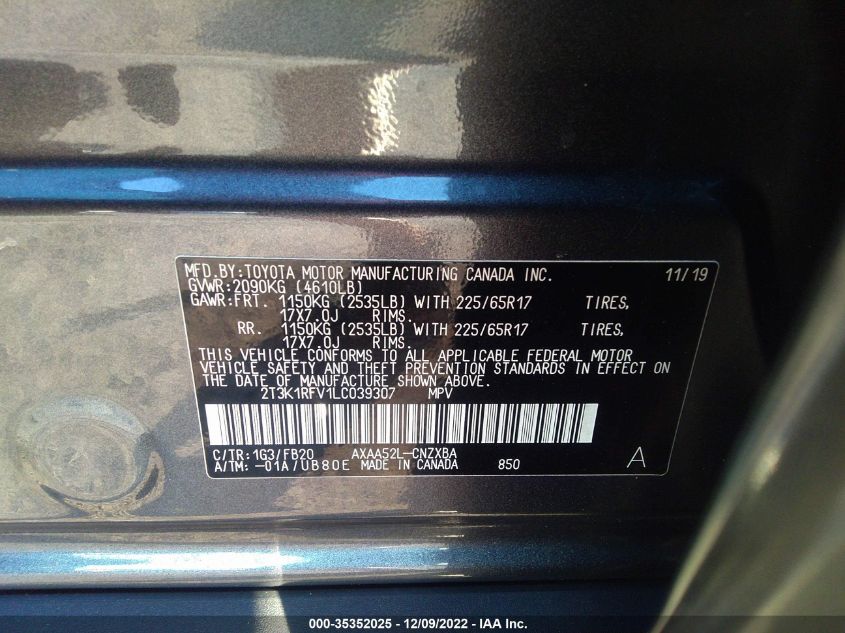 MFD.BY:TOYOTA MOTOR MANUFACTURING CANADA INC. 11/19
GVWR:2090KG (4610LB)
GAWR:FRT. 1150KG (2535LB) WITH 225/65R17 TIRES,
17X7.0J RIMS.
RR. 1150KG (2535LB) WITH 225/65R17 TIRES,
17X7.0J RIMS.
THIS VEHICLE CONFORMS TO ALL APPLICABLE FEDERAL MOTOR
VEHICLE SAFETY AND THEFT PREVENTION STANDARDS IN EFFECT ON
THE DATE OF MANUFACTURE SHOWN ABOVE.
2T3K1RFV1LC039307 MPV
C/TR:1G3/FB20 AXAA52L-CNZXBA
A/TM:-01A/UB80E MADE IN CANADA 850 A
000-35352025 - 12/09/2022 - IAA Inc.